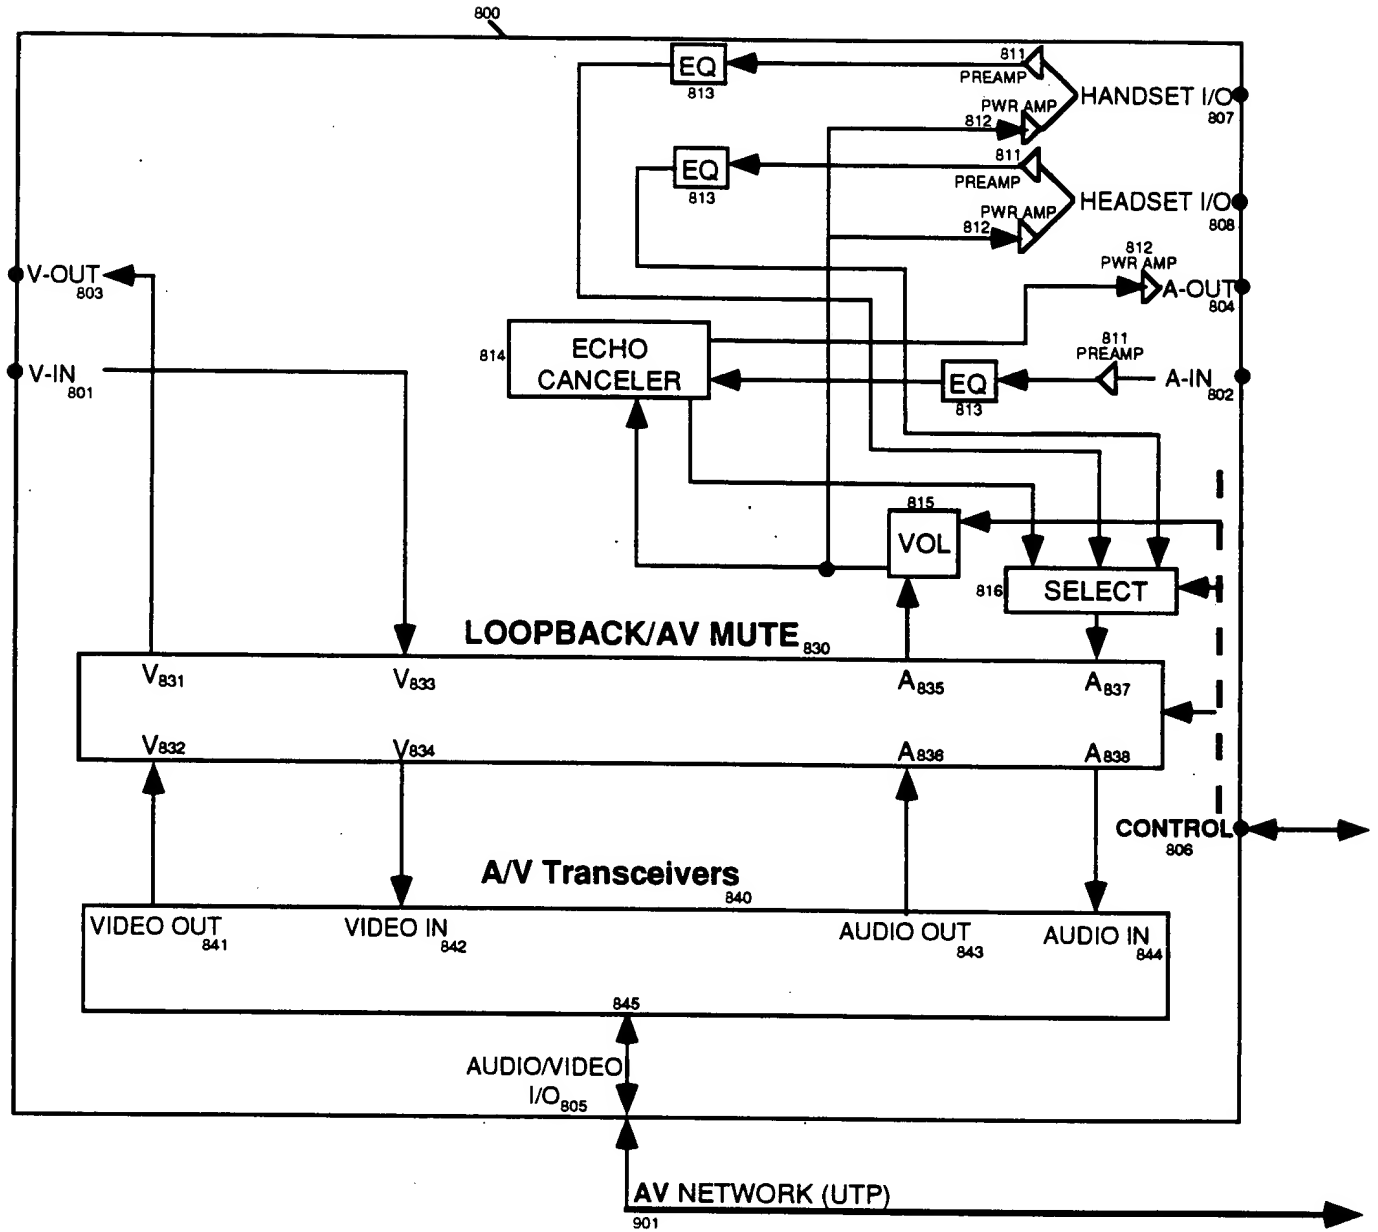 800
EQ
813
811
PREAMP
HANDSET I/O
807
PWR AMP
812
EQ
813
811
PREAMP
HEADSET I/O
808
PWR AMP
812
812
PWR AMP
A-OUT
804
V-OUT
803
V-IN
801
814
ECHO
CANCELER
811
PREAMP
EQ
813
A-IN
802
815
VOL
816
SELECT
LOOPBACK/AV MUTE 830
V831
V833
A835
A837
V832
V834
A836
A838
CONTROL
806
A/V Transceivers
840
VIDEO OUT
841
VIDEO IN
842
AUDIO OUT
843
AUDIO IN
844
845
AUDIO/VIDEO
I/O805
AV NETWORK (UTP)
901